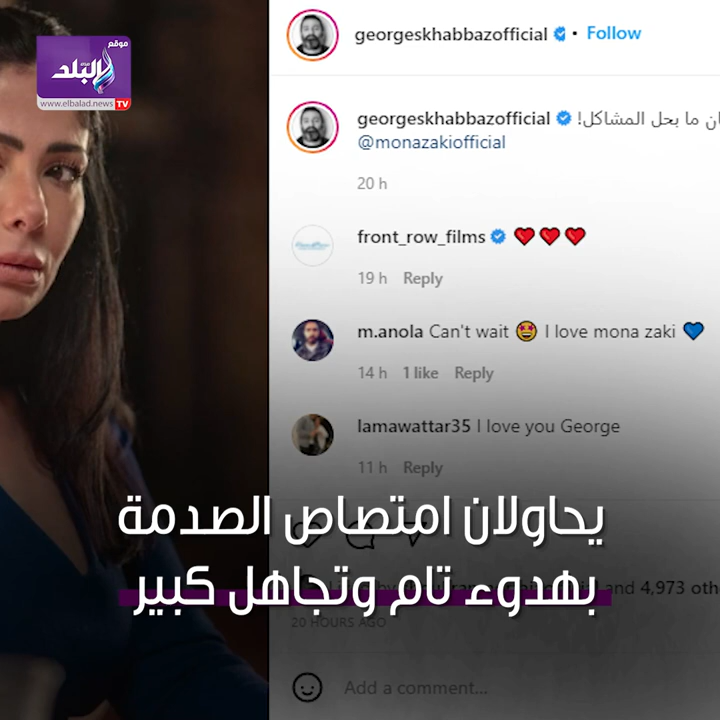 موقع
صدى
البلد
www.elbalad.news TV
georgeskhabbazofficial • Follow
georgeskhabbazofficial ان ما بحل المشاكل!
@monazakiofficial
20 h
front_row_films ❤️❤️❤️
19 h Reply
m.anola Can't wait 🤩 I love mona zaki 💙
14 h 1 like Reply
lamawattar35 I love you George
11 h Reply
يحاولان امتصاص الصدمة
بهدوء تام وتجاهل كبير
and 4,973 oth
20 HOURS AGO
Add a comment...